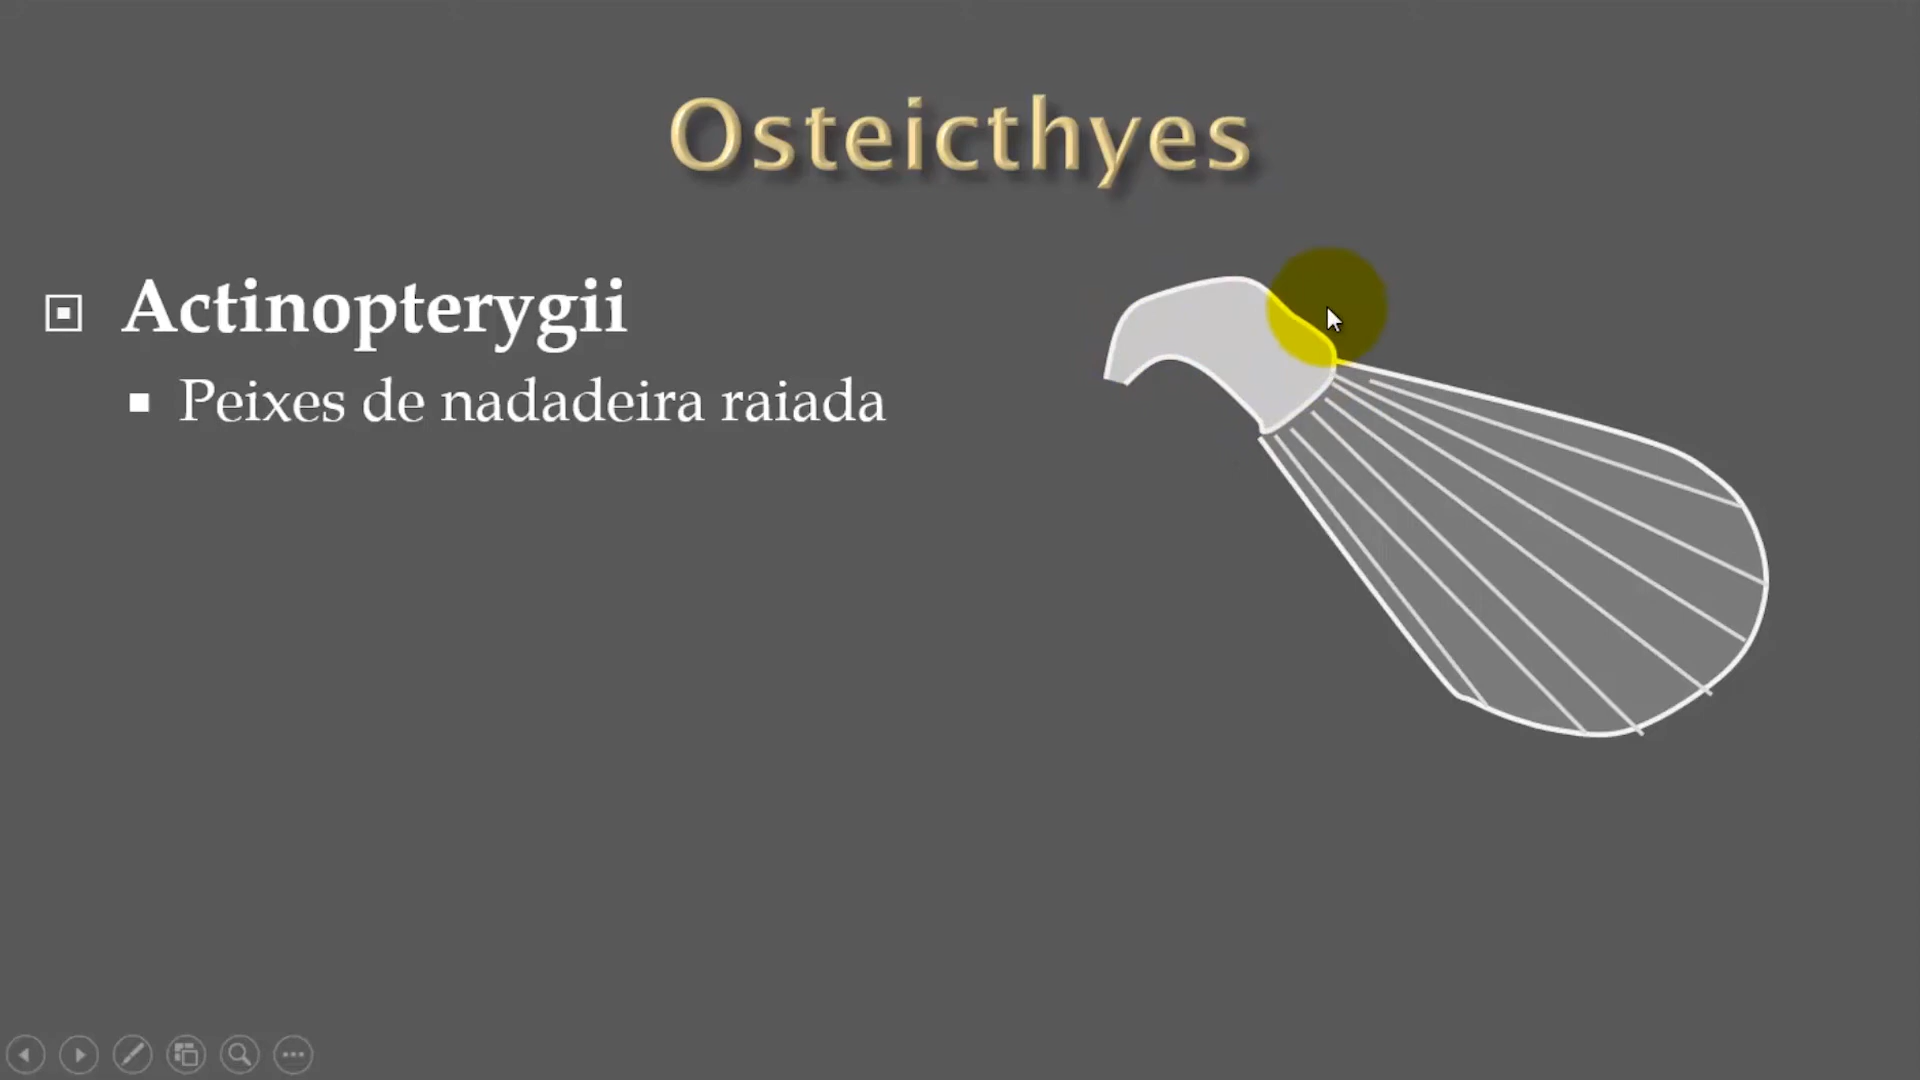 Osteicthyes
Actinopterygii
Peixes de nadadeira raiada